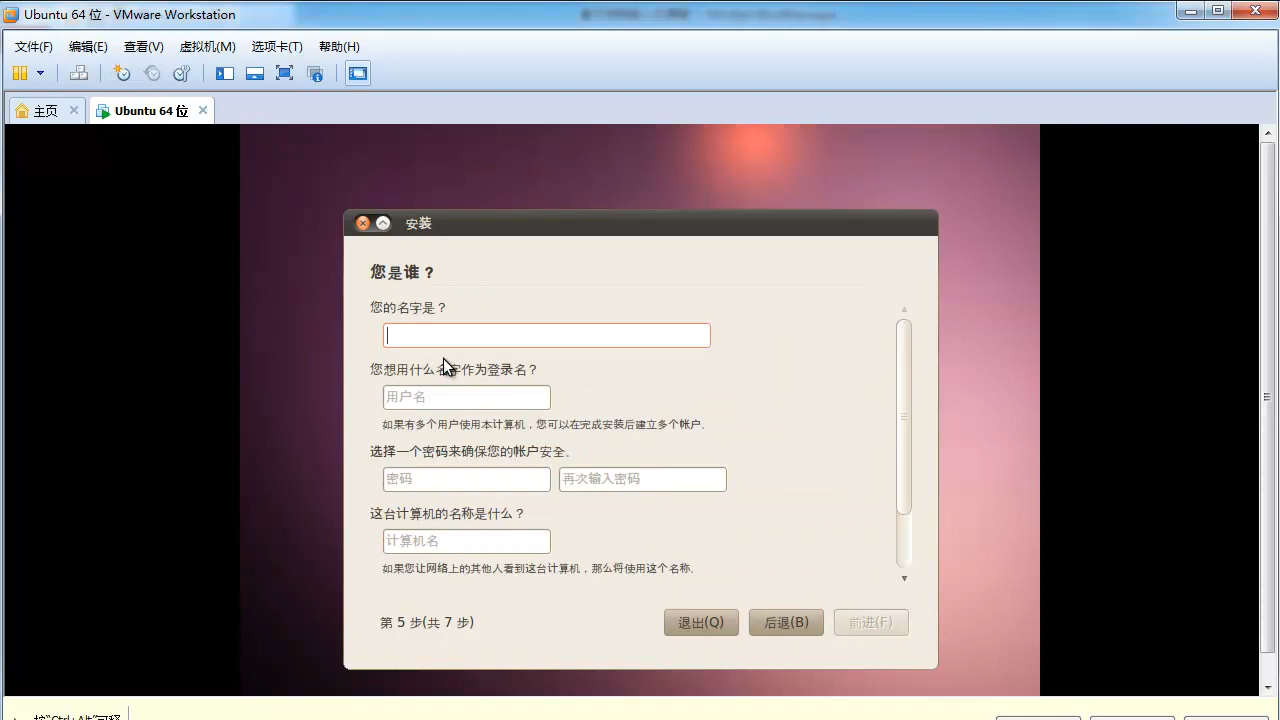 Ubuntu 64 位 - VMware Workstation
文件(F) 编辑(E) 查看(V) 虚拟机(M) 选项卡(T) 帮助(H)
主页 Ubuntu 64 位
安装
您是谁？
您的名字是？
您想用什么名字作为登录名？
用户名
如果有多个用户使用本计算机，您可以在完成安装后建立多个帐户.
选择一个密码来确保您的帐户安全.
密码 再次输入密码
这台计算机的名称是什么？
计算机名
如果您让网络上的其他人看到这台计算机，那么将使用这个名称.
第 5 步(共 7 步) 退出(Q) 后退(B) 前进(F)